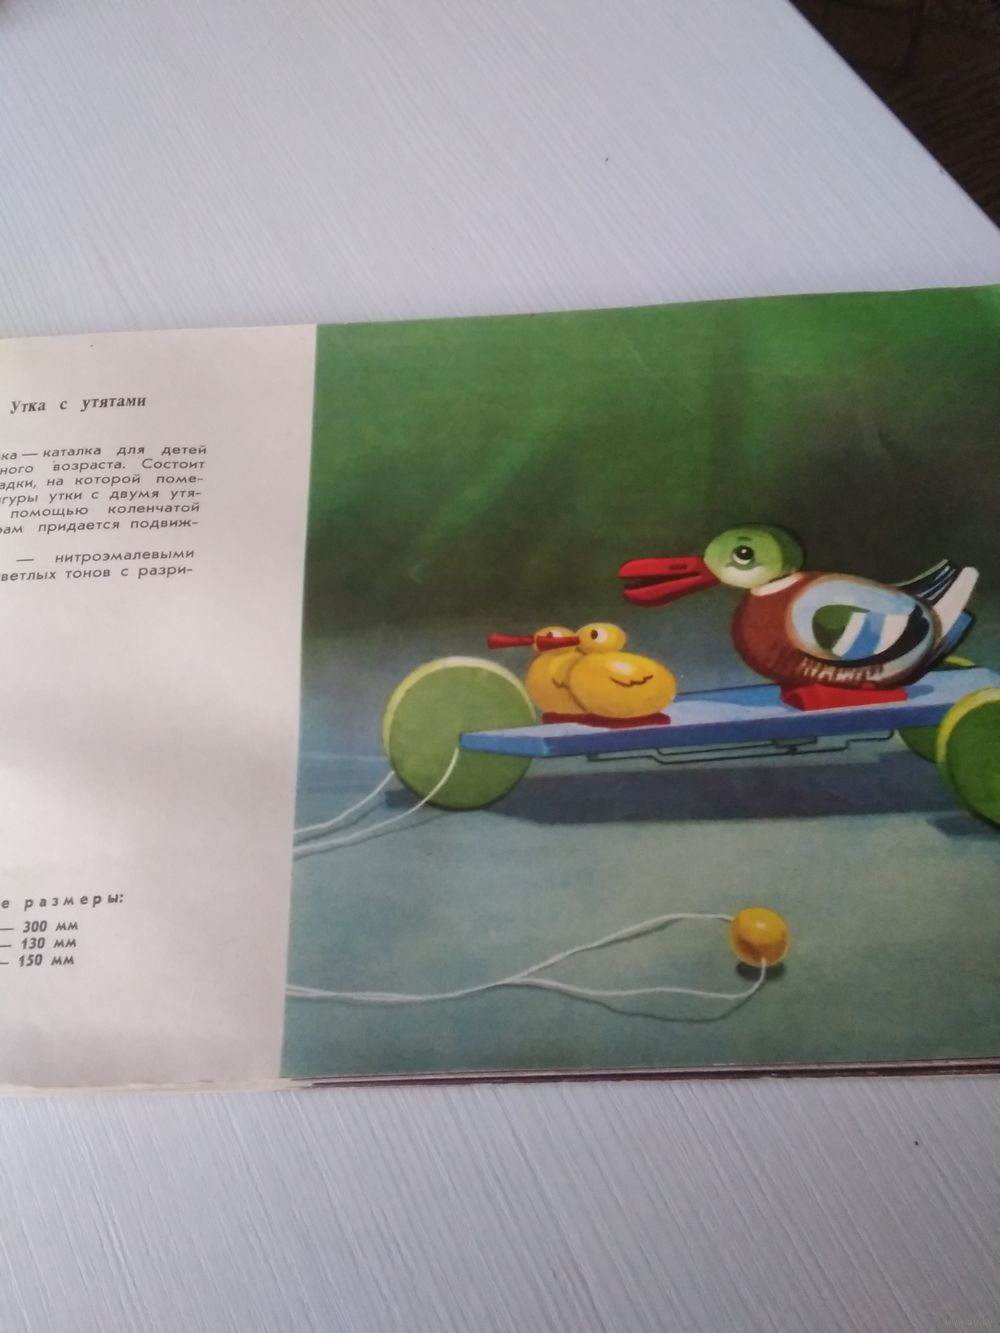 Утка с утятами
ка — каталка для детей
ного возраста. Состоит
адки, на которой поме-
гуры утки с двумя утя-
помощью коленчатой
рам придается подвиж-
— нитроэмалевыми
ветлых тонов с разри-
е размеры:
— 300 мм
— 130 мм
— 150 мм